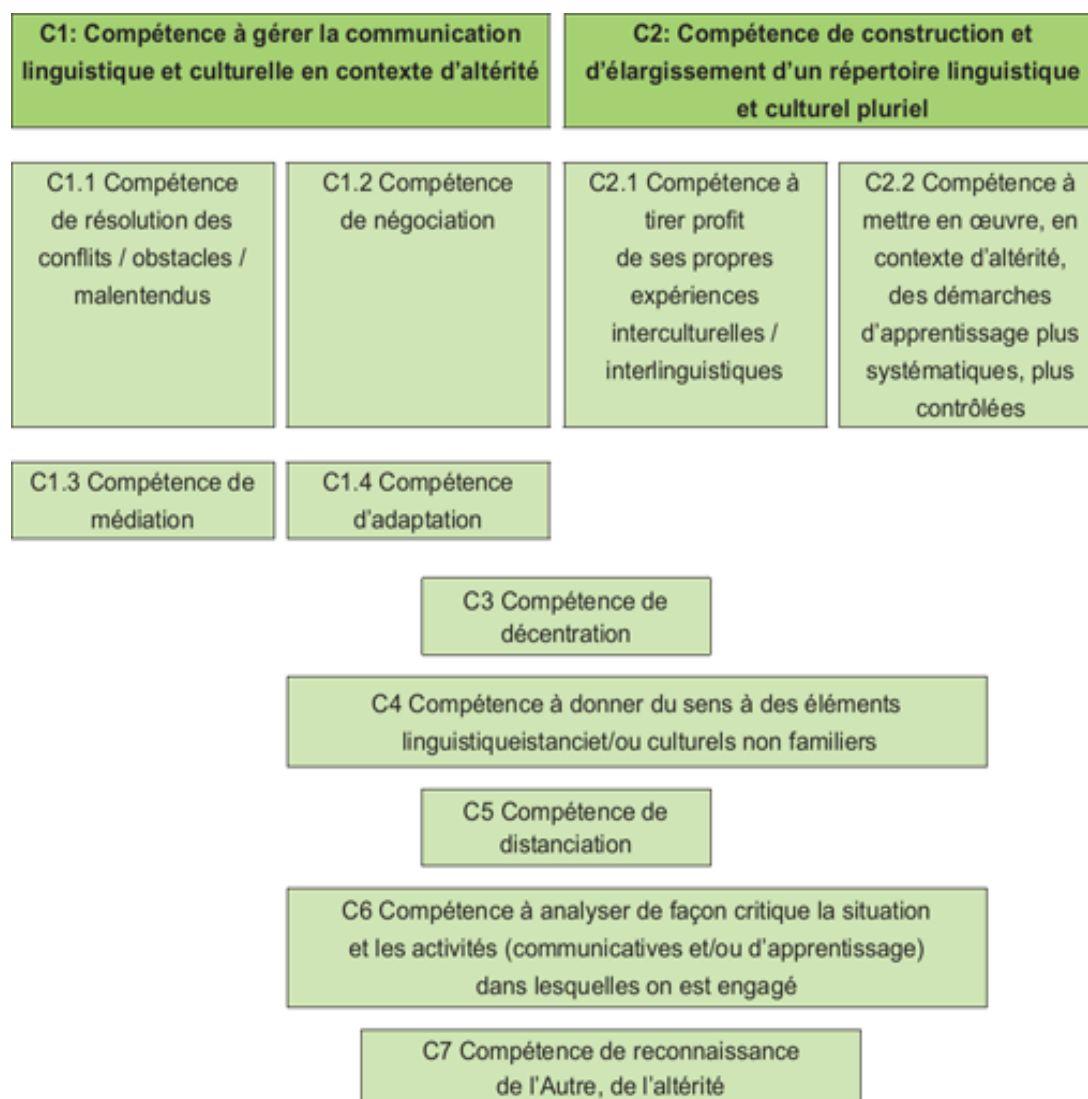 C1: Compétence à gérer la communication
linguistique et culturelle en contexte d'altérité
C2: Compétence de construction et
d'élargissement d'un répertoire linguistique
et culturel pluriel
C1.1 Compétence
de résolution des
conflits / obstacles /
malentendus
C1.2 Compétence
de négociation
C2.1 Compétence à
tirer profit
de ses propres
expériences
interculturelles /
interlinguistiques
C2.2 Compétence à
mettre en œuvre, en
contexte d'altérité,
des démarches
d'apprentissage plus
systématiques, plus
contrôlées
C1.3 Compétence de
médiation
C1.4 Compétence
d'adaptation
C3 Compétence de
décentration
C4 Compétence à donner du sens à des éléments
linguistiqueistanciet/ou culturels non familiers
C5 Compétence de
distanciation
C6 Compétence à analyser de façon critique la situation
et les activités (communicatives et/ou d'apprentissage)
dans lesquelles on est engagé
C7 Compétence de reconnaissance
de l'Autre, de l'altérité